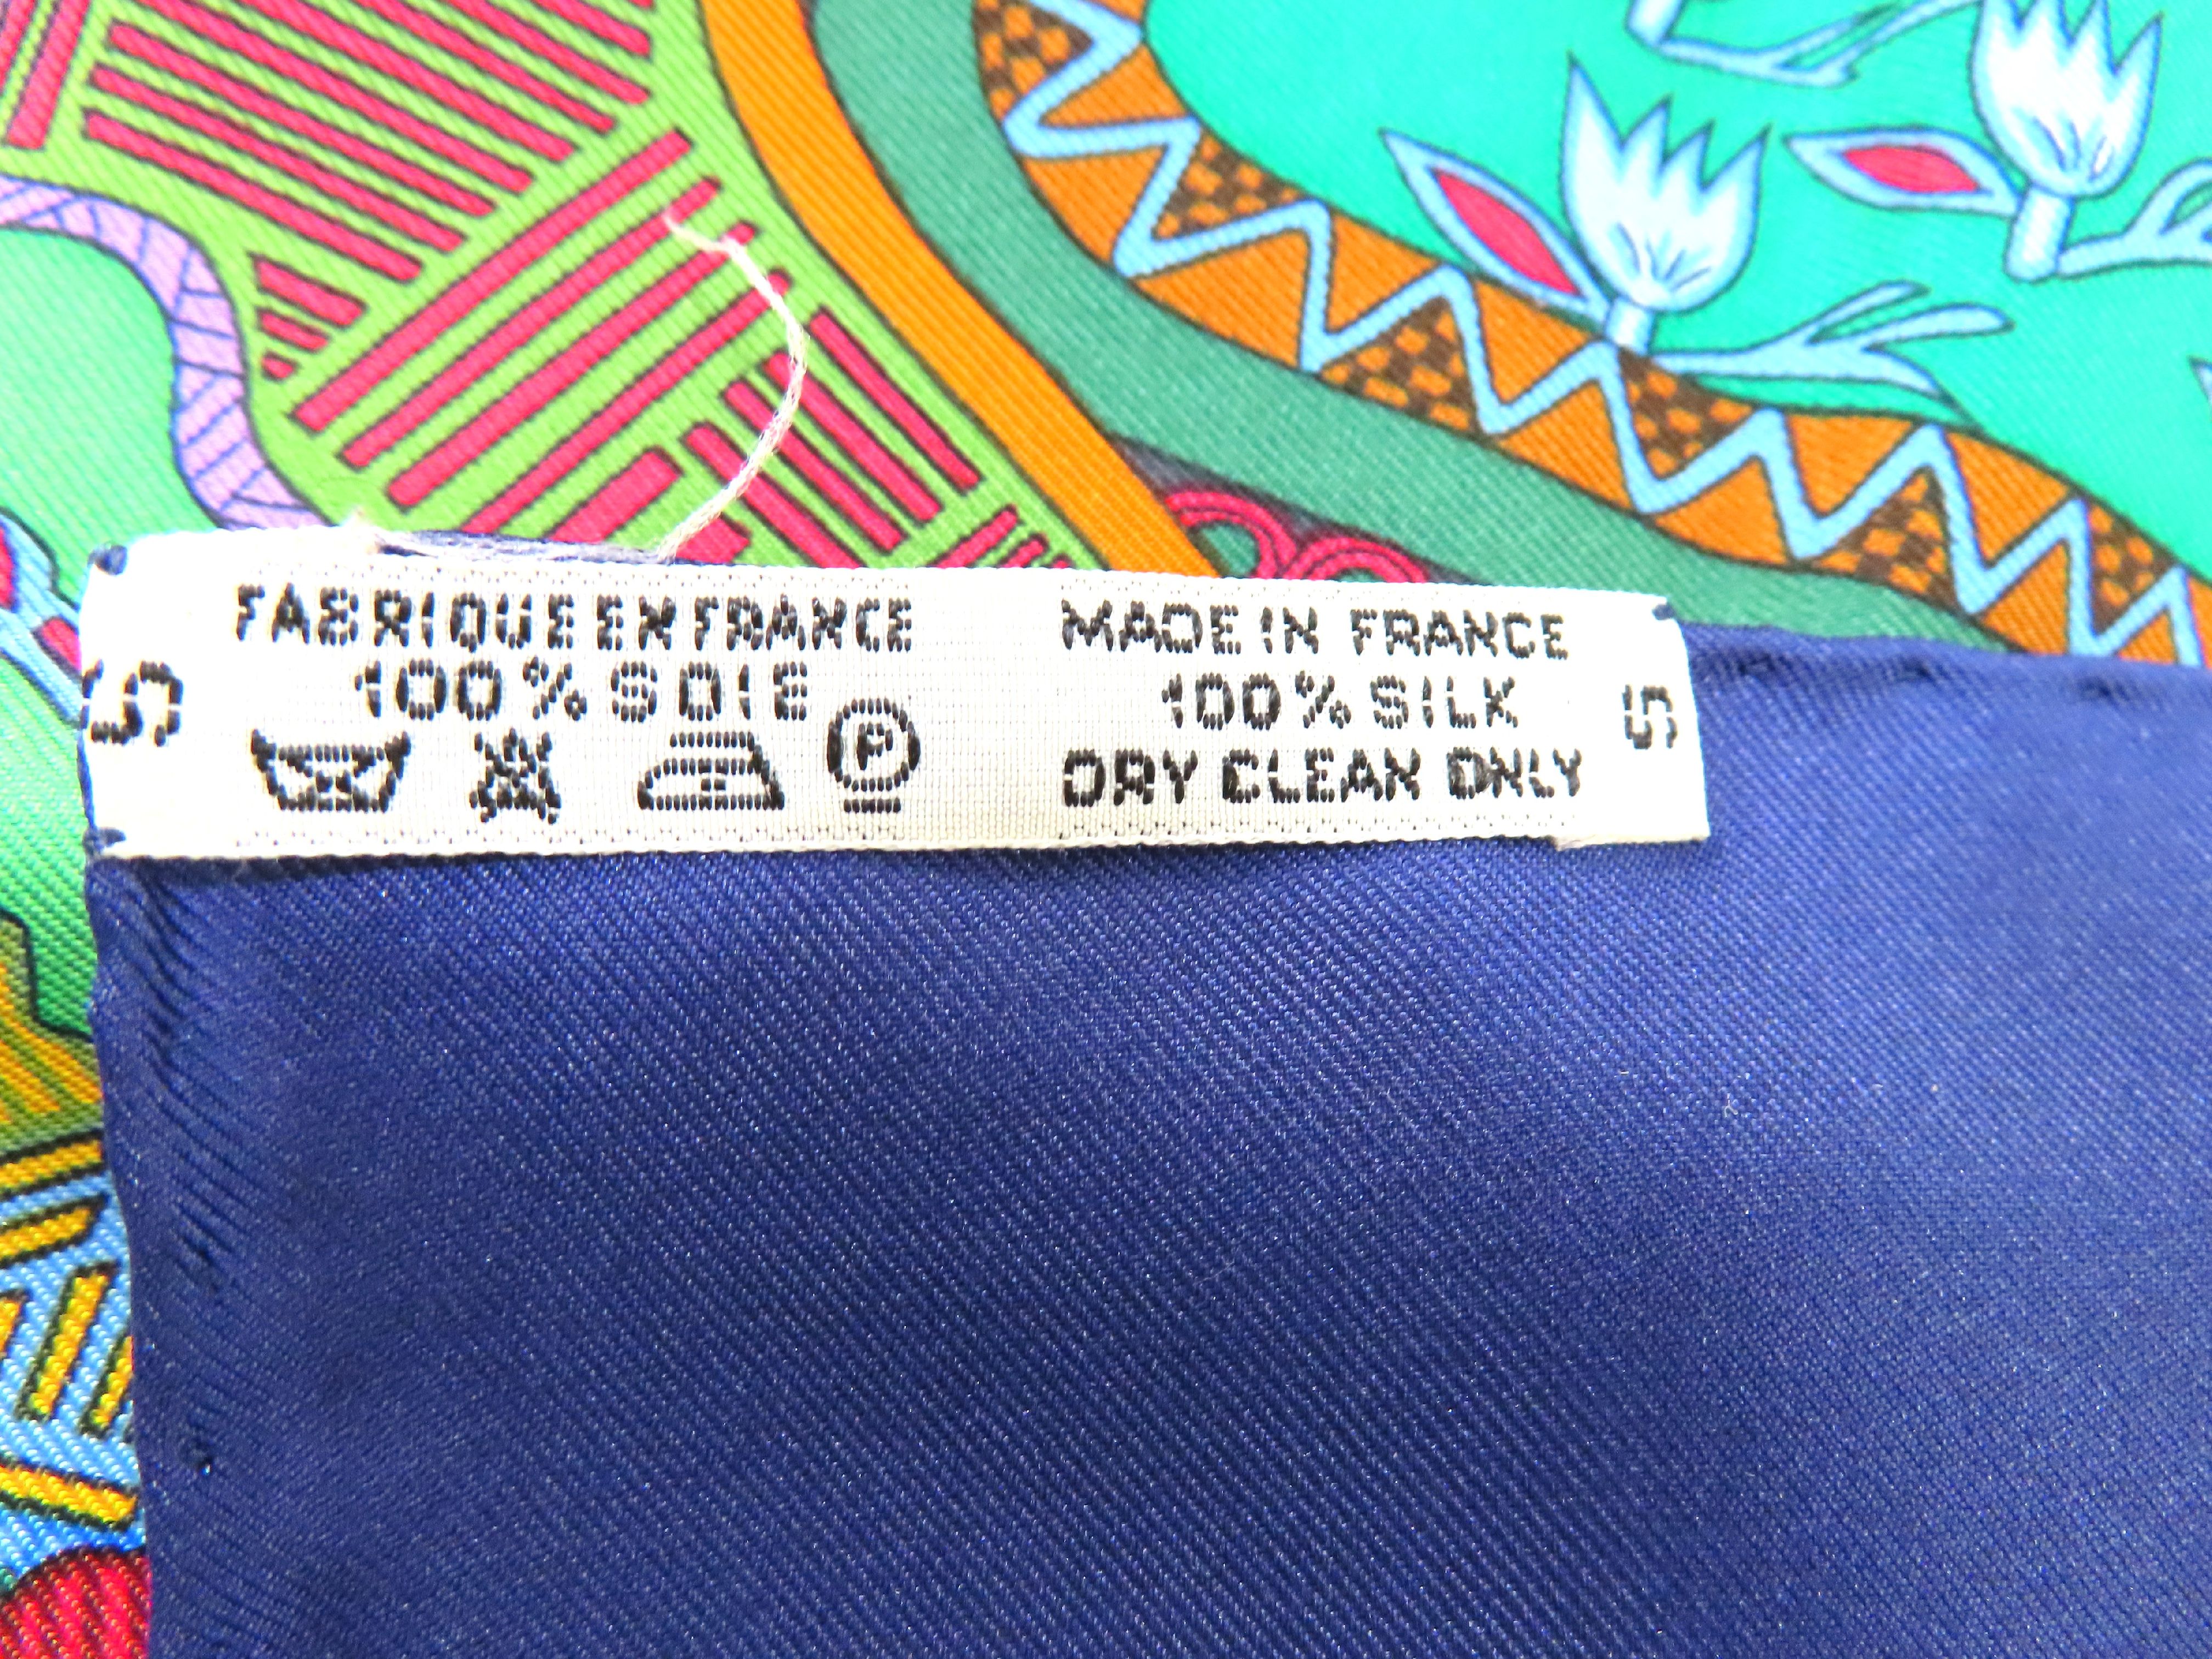 FABRIQUE EN FRANCE
100% SOIE
P
MADE IN FRANCE
100% SILK
DRY CLEAN ONLY
S
S